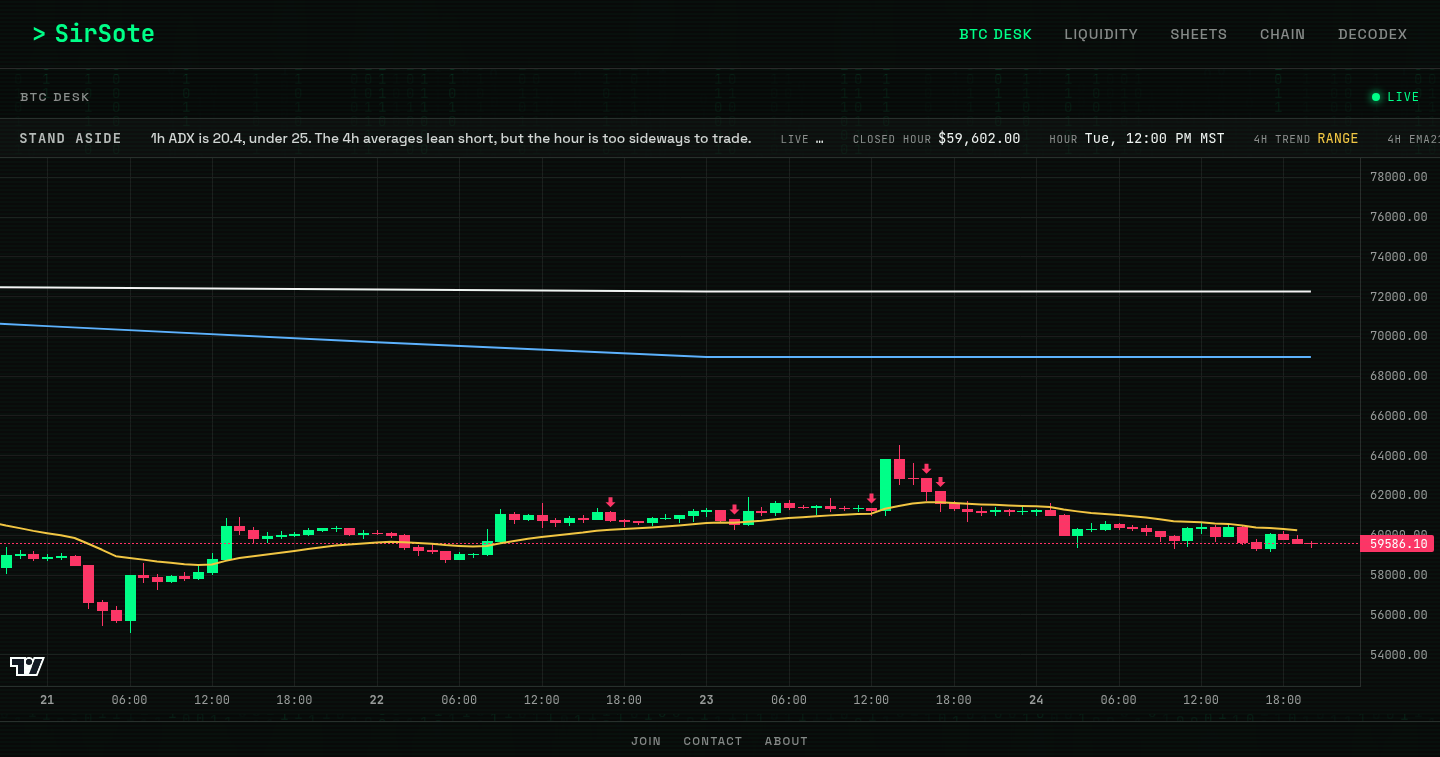 > SirSote
BTC DESK LIQUIDITY SHEETS CHAIN DECODEX
BTC DESK
LIVE
STAND ASIDE 1h ADX is 20.4, under 25. The 4h averages lean short, but the hour is too sideways to trade. LIVE … CLOSED HOUR $59,602.00 HOUR Tue, 12:00 PM MST 4H TREND RANGE 4H EMA2
78000.00
76000.00
74000.00
72000.00
70000.00
68000.00
66000.00
64000.00
62000.00
59586.10
58000.00
56000.00
54000.00
21 06:00 12:00 18:00 22 06:00 12:00 18:00 23 06:00 12:00 18:00 24 06:00 12:00 18:00
JOIN CONTACT ABOUT